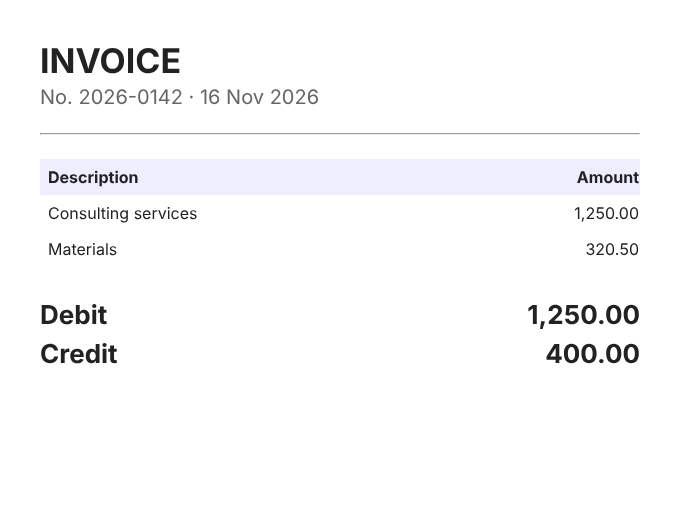 INVOICE
No. 2026-0142 · 16 Nov 2026
Description Amount
Consulting services 1,250.00
Materials 320.50
Debit 1,250.00
Credit 400.00